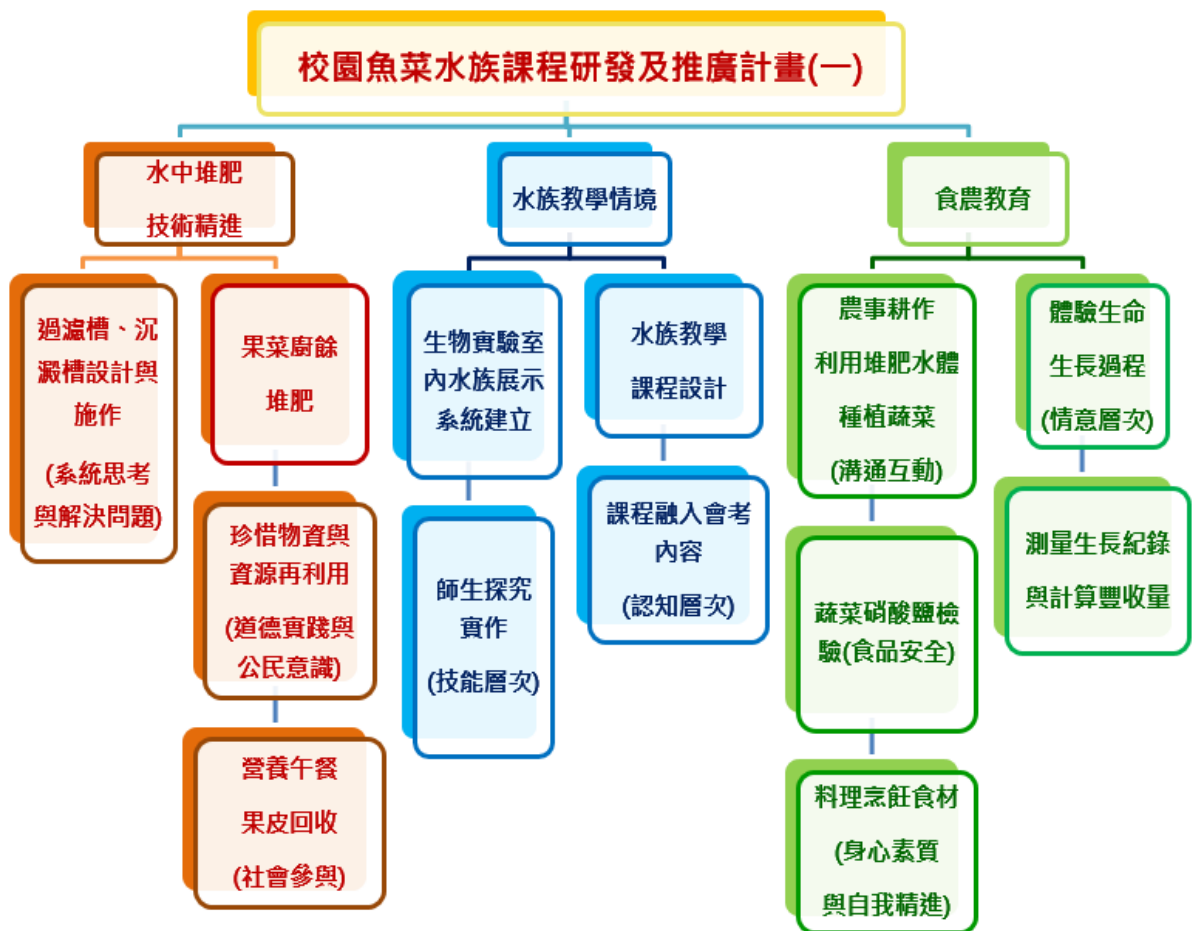 校園魚菜水族課程研發及推廣計畫(一)
水中堆肥
技術精進
水族教學情境
食農教育
過濾槽、沉
澱槽設計與
施作
(系統思考
與解決問題)
果菜廚餘
堆肥
珍惜物資與
資源再利用
(道德實踐與
公民意識)
營養午餐
果皮回收
(社會參與)
生物實驗室
內水族展示
系統建立
師生探究
實作
(技能層次)
水族教學
課程設計
課程融入會考
內容
(認知層次)
農事耕作
利用堆肥水體
種植蔬菜
(溝通互動)
蔬菜硝酸鹽檢
驗(食品安全)
料理烹飪食材
(身心素質
與自我精進)
體驗生命
生長過程
(情意層次)
測量生長紀錄
與計算豐收量